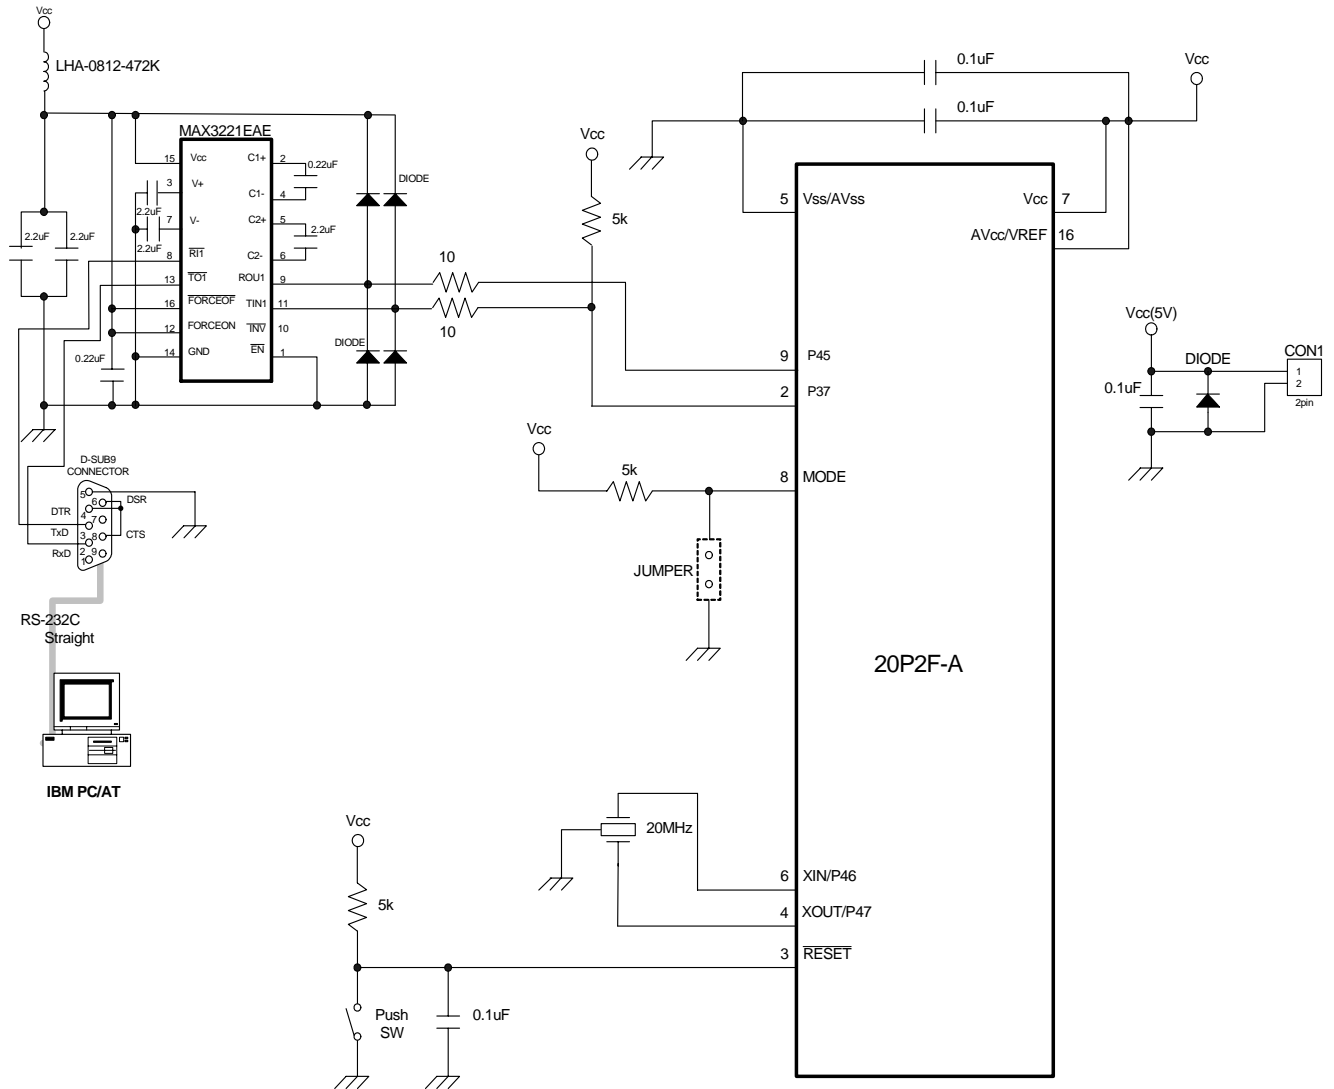 Vcc
LHA-0812-472K
MAX3221EAE
15 Vcc C1+ 2
0.22uF
3 V+ C1- 4
2.2uF
DIODE
7 V- C2+ 5
2.2uF
2.2uF
2.2uF
2.2uF
8 RI1 C2- 6
13 TO1 ROU1 9
16 FORCEOF TIN1 11
12 FORCEON INV 10
14 GND EN 1
0.22uF
DIODE
10
10
Vcc
5k
0.1uF
0.1uF
Vcc
5 Vss/AVss
Vcc 7
AVcc/VREF 16
9 P45
2 P37
Vcc
5k
8 MODE
JUMPER
20P2F-A
Vcc(5V)
DIODE
CON1
0.1uF
1
2
2pin
D-SUB9
CONNECTOR
5
6 DSR
DTR 4
7
TxD 3
8 CTS
RxD 2
9
1
RS-232C
Straight
IBM PC/AT
20MHz
6 XIN/P46
4 XOUT/P47
3 RESET
Vcc
5k
Push
SW
0.1uF